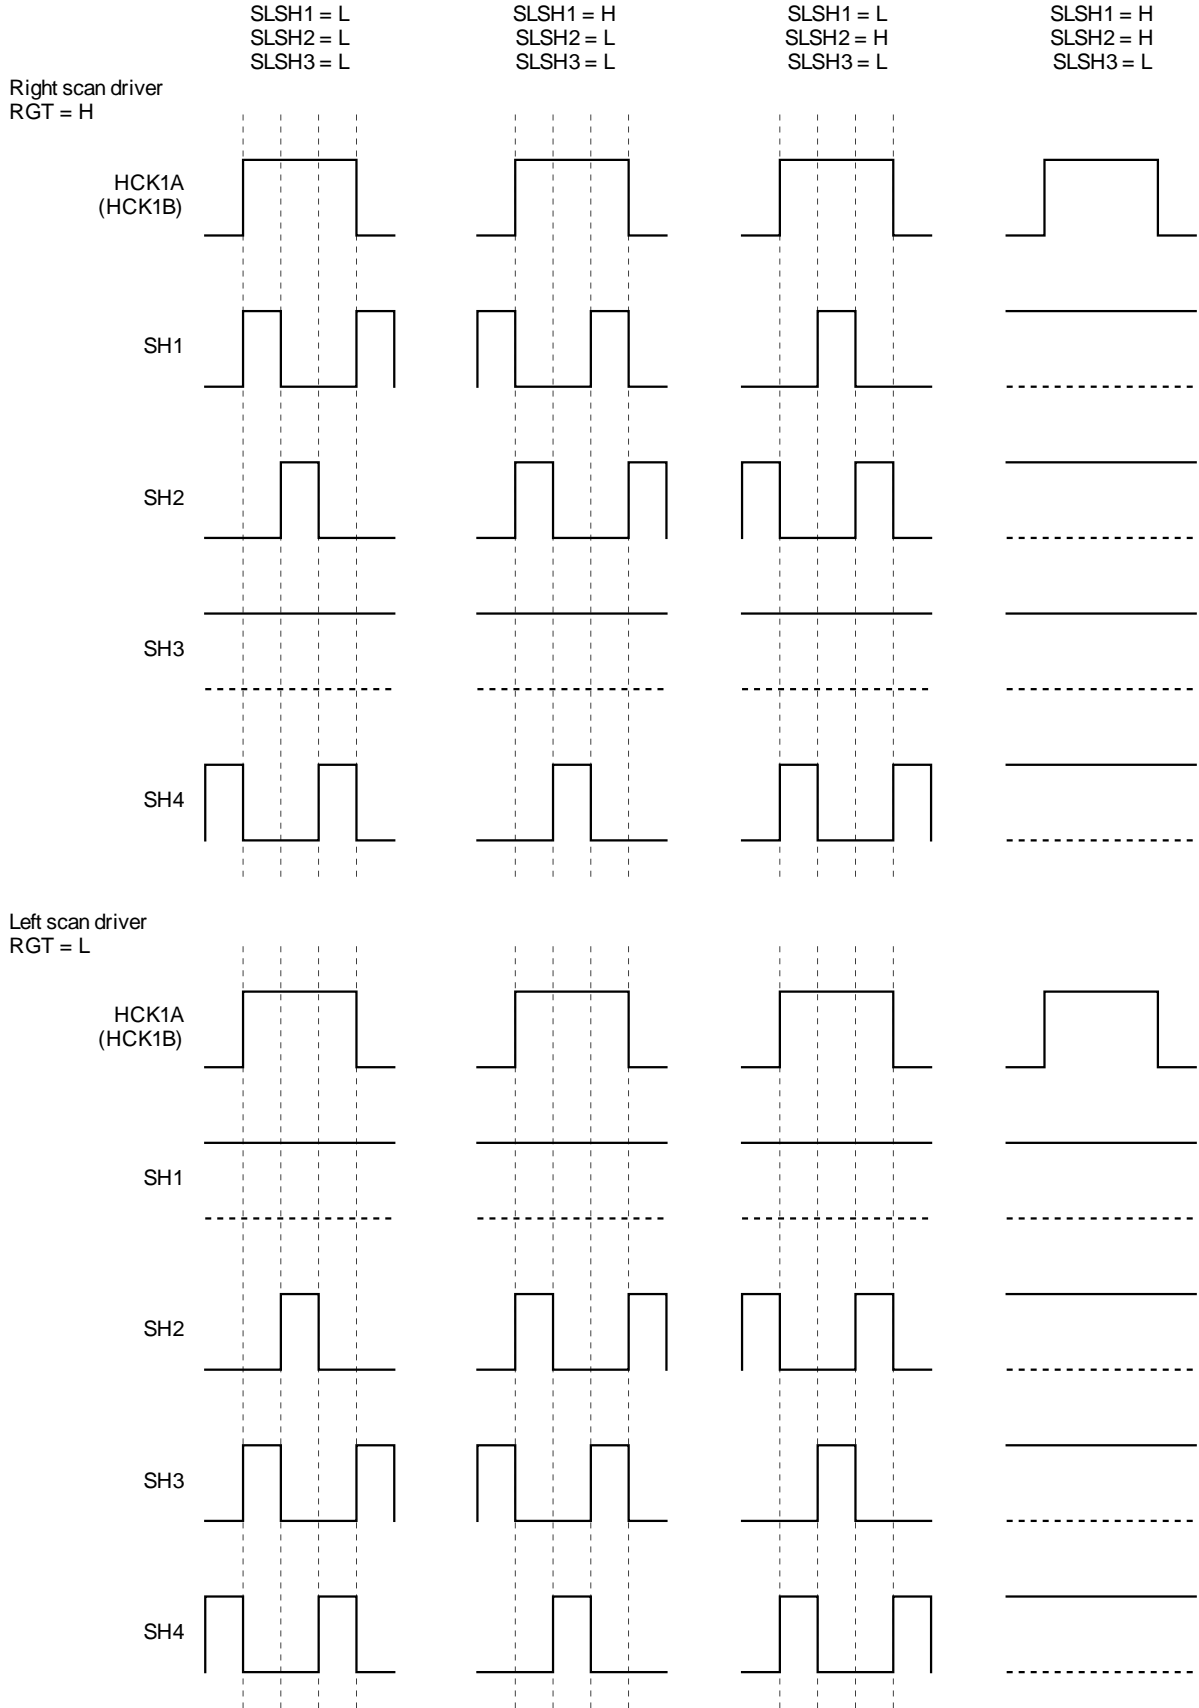 SLSH1 = L
SLSH2 = L
SLSH3 = L
SLSH1 = H
SLSH2 = L
SLSH3 = L
SLSH1 = L
SLSH2 = H
SLSH3 = L
SLSH1 = H
SLSH2 = H
SLSH3 = L
Right scan driver
RGT = H
HCK1A
(HCK1B)
SH1
SH2
SH3
SH4
Left scan driver
RGT = L
HCK1A
(HCK1B)
SH1
SH2
SH3
SH4